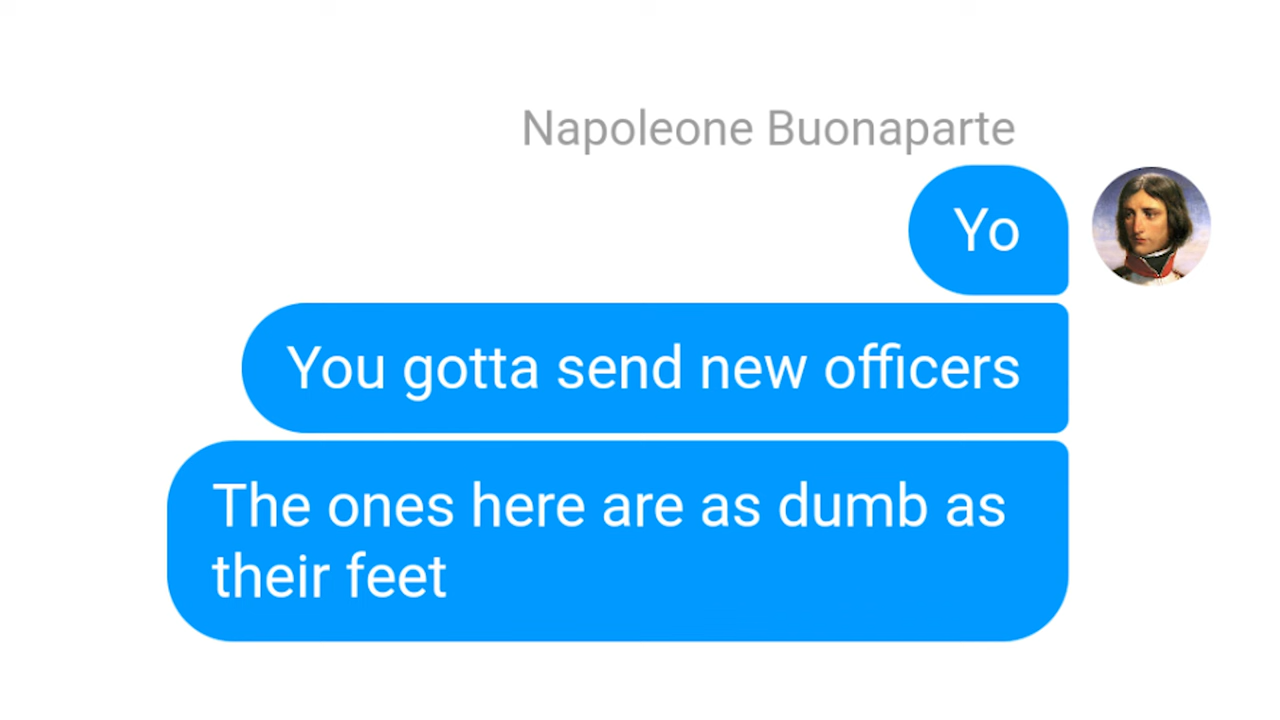 Napoleone Buonaparte
Yo
You gotta send new officers
The ones here are as dumb as
their feet